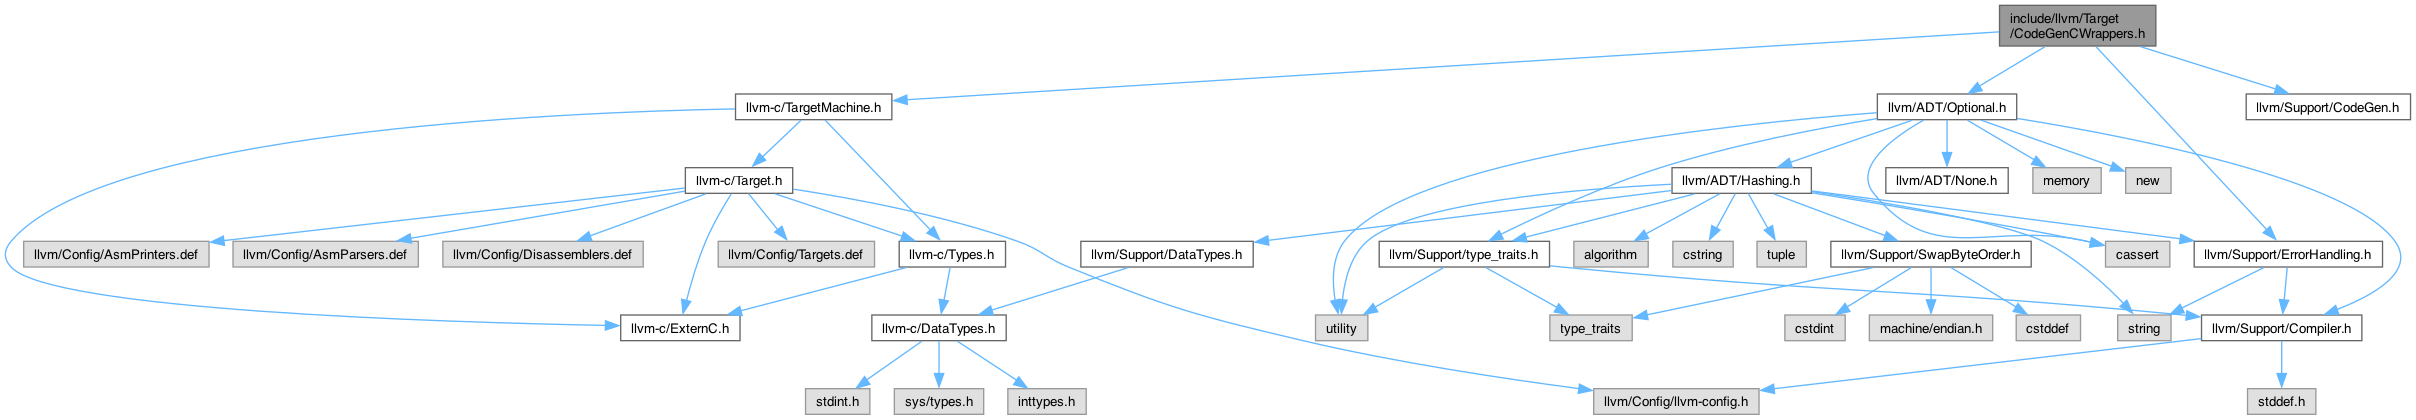 include/llvm/Target
/CodeGenCWrappers.h
llvm-c/TargetMachine.h
llvm/ADT/Optional.h
llvm/Support/CodeGen.h
llvm-c/Target.h
llvm/ADT/Hashing.h
llvm/ADT/None.h
memory
new
llvm/Config/AsmPrinters.def
llvm/Config/AsmParsers.def
llvm/Config/Disassemblers.def
llvm/Config/Targets.def
llvm-c/Types.h
llvm/Support/DataTypes.h
llvm/Support/type_traits.h
algorithm
cstring
tuple
llvm/Support/SwapByteOrder.h
cassert
llvm/Support/ErrorHandling.h
llvm-c/ExternC.h
llvm-c/DataTypes.h
utility
type_traits
cstdint
machine/endian.h
cstddef
string
llvm/Support/Compiler.h
stdint.h
sys/types.h
inttypes.h
llvm/Config/llvm-config.h
stddef.h